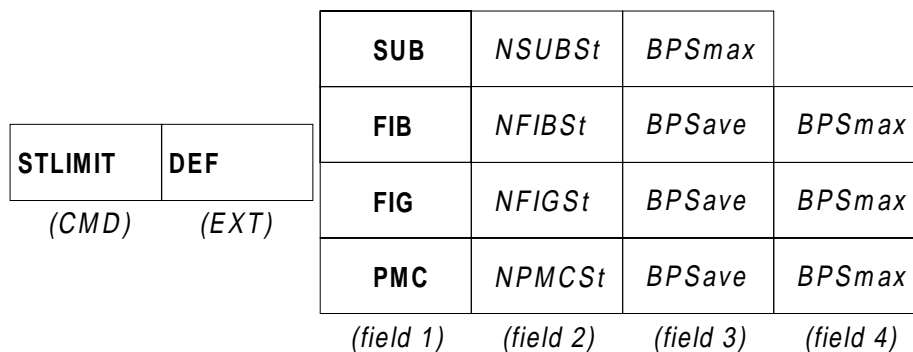 SUB NSUBSt BPSmax
FIB NFIBSt BPSave BPSmax
STLIMIT DEF
FIG NFIGSt BPSave BPSmax
(CMD) (EXT)
PMC NPMCSt BPSave BPSmax
(field 1) (field 2) (field 3) (field 4)